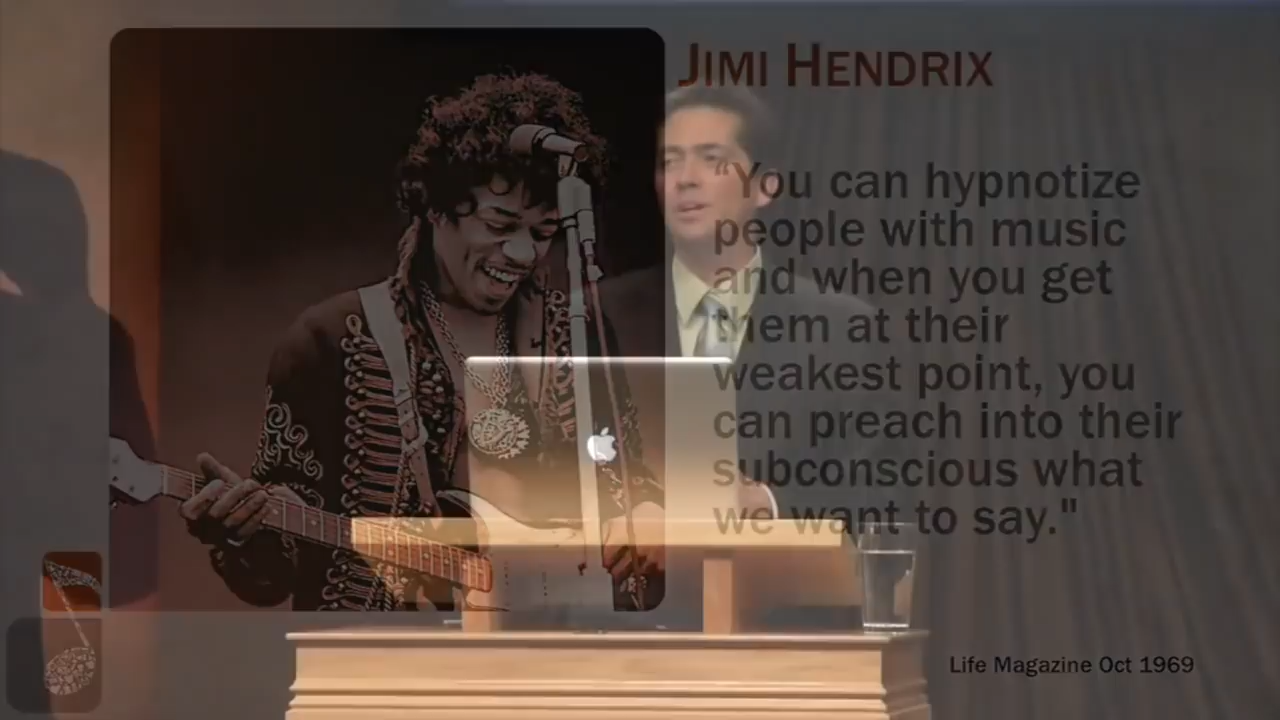 JIMI HENDRIX
"You can hypnotize
people with music
and when you get
them at their
weakest point, you
can preach into their
subconscious what
we want to say."
Life Magazine Oct 1969